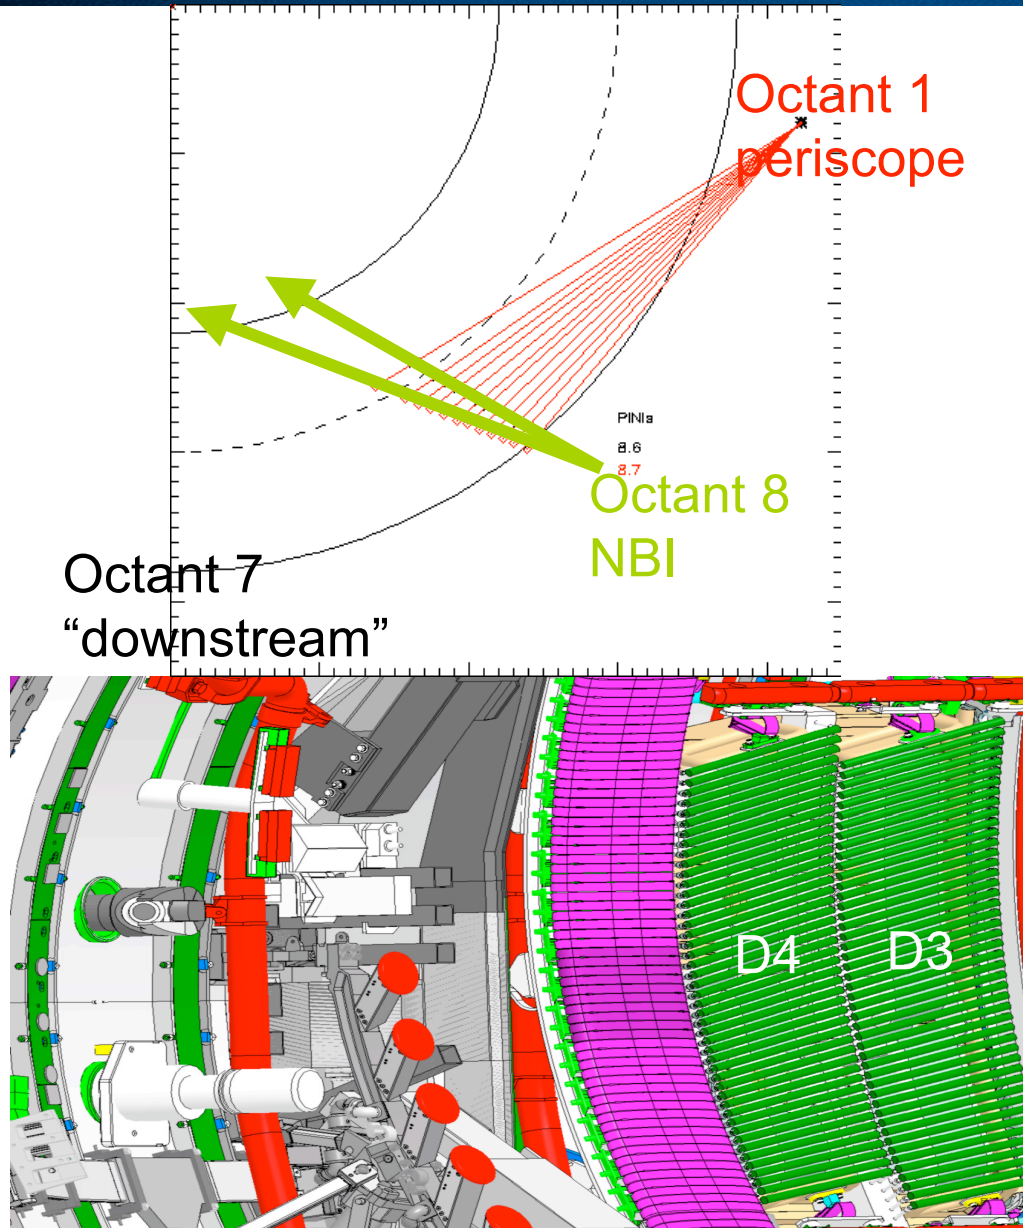 Octant 1
periscope
PINIs
8.6
8.7
Octant 8
NBI
Octant 7
“downstream”
D4
D3